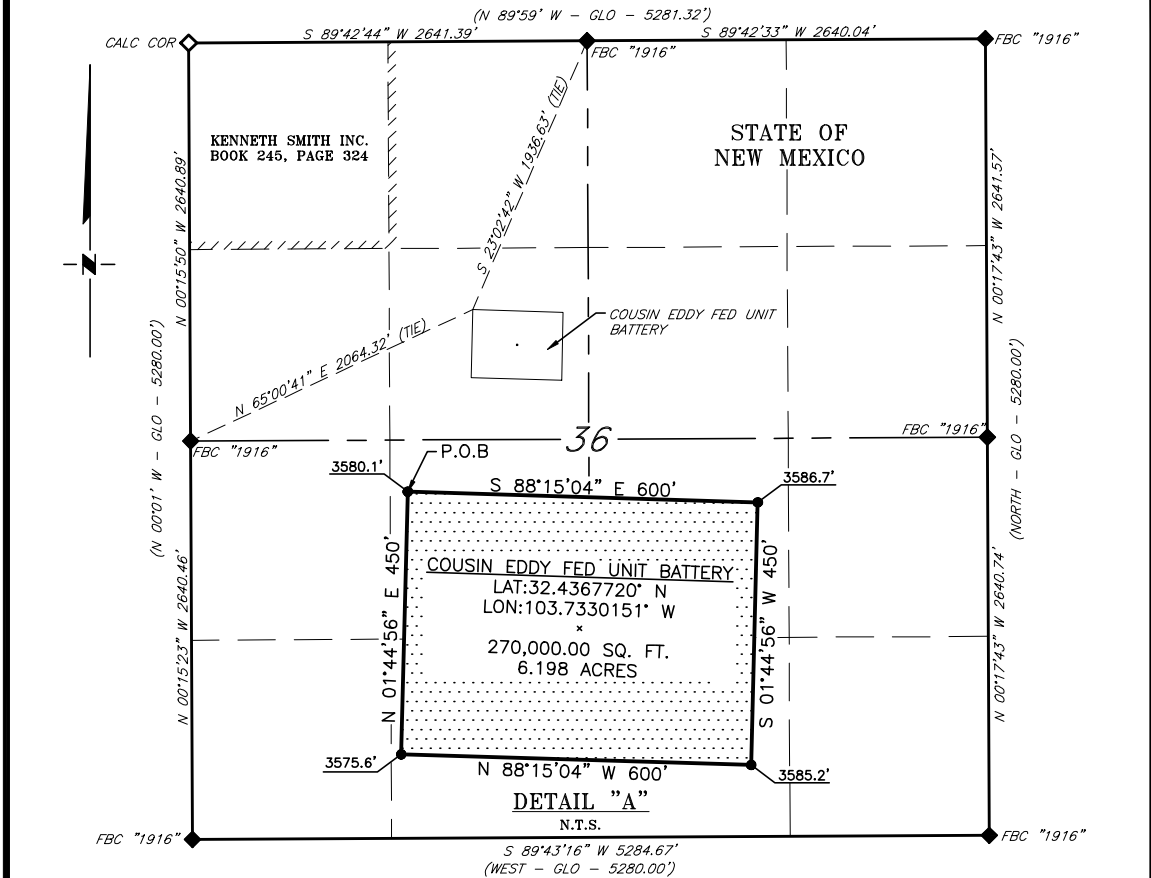 (N 89°59' W - GLO - 5281.32')
CALC COR
S 89°42'44" W 2641.39'
S 89°42'33" W 2640.04'
FBC "1916"
FBC "1916"
KENNETH SMITH INC.
BOOK 245, PAGE 324
STATE OF
NEW MEXICO
S 23°02'42" W 1936.63' (TIE)
N 00°15'50" W 2640.89'
N 00°17'43" W 2641.57'
N
COUSIN EDDY FED UNIT
BATTERY
N 65°00'41" E 2064.32' (TIE)
(N 00°01' W - GLO - 5280.00')
(NORTH - GLO - 5280.00')
FBC "1916"
36
FBC "1916"
P.O.B
3580.1'
S 88°15'04" E 600'
3586.7'
N 01°44'56" E 450'
COUSIN EDDY FED UNIT BATTERY
LAT:32.4367720° N
LON:103.7330151° W
270,000.00 SQ. FT.
6.198 ACRES
S 01°44'56" W 450'
N 00°15'23" W 2640.46'
N 00°17'43" W 2640.74'
3575.6'
N 88°15'04" W 600'
3585.2'
DETAIL "A"
N.T.S.
FBC "1916"
FBC "1916"
S 89°43'16" W 5284.67'
(WEST - GLO - 5280.00')